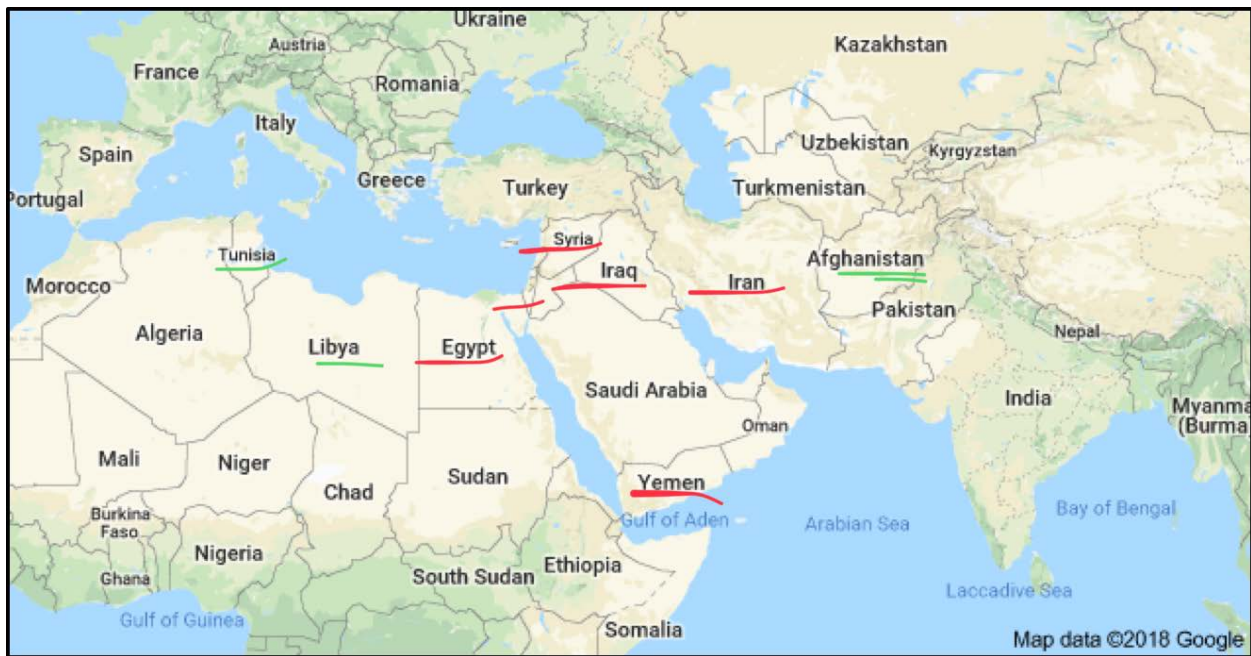 Ukraine
Austria
Kazakhstan
France
Romania
Italy
Uzbekistan
Kyrgyzstan
Spain
Greece
Turkey
Turkmenistan
Portugal
Tunisia
Syria
Afghanistan
Morocco
Iraq
Iran
Pakistan
Algeria
Libya
Egypt
Nepal
Saudi Arabia
India
Myanma
(Burma
Oman
Mali
Niger
Chad
Sudan
Yemen
Burkina
Faso
Gulf of Aden
Arabian Sea
Bay of Bengal
Nigeria
Ghana
South Sudan
Ethiopia
Laccadive Sea
Gulf of Guinea
Somalia
Map data ©2018 Google